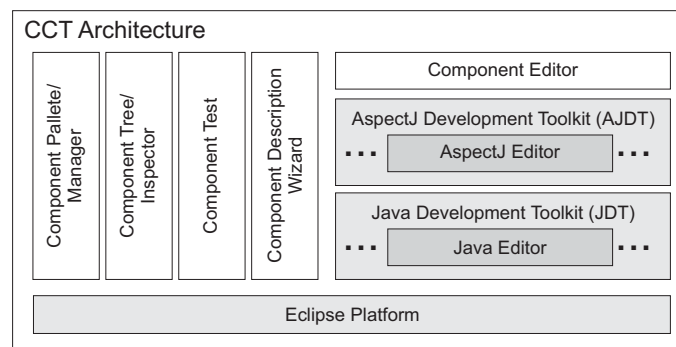 CCT Architecture
Component Pallete/
Manager
Component Tree/
Inspector
Component Test
Component Description
Wizard
Component Editor
AspectJ Development Toolkit (AJDT)
... AspectJ Editor ...
Java Development Toolkit (JDT)
... Java Editor ...
Eclipse Platform